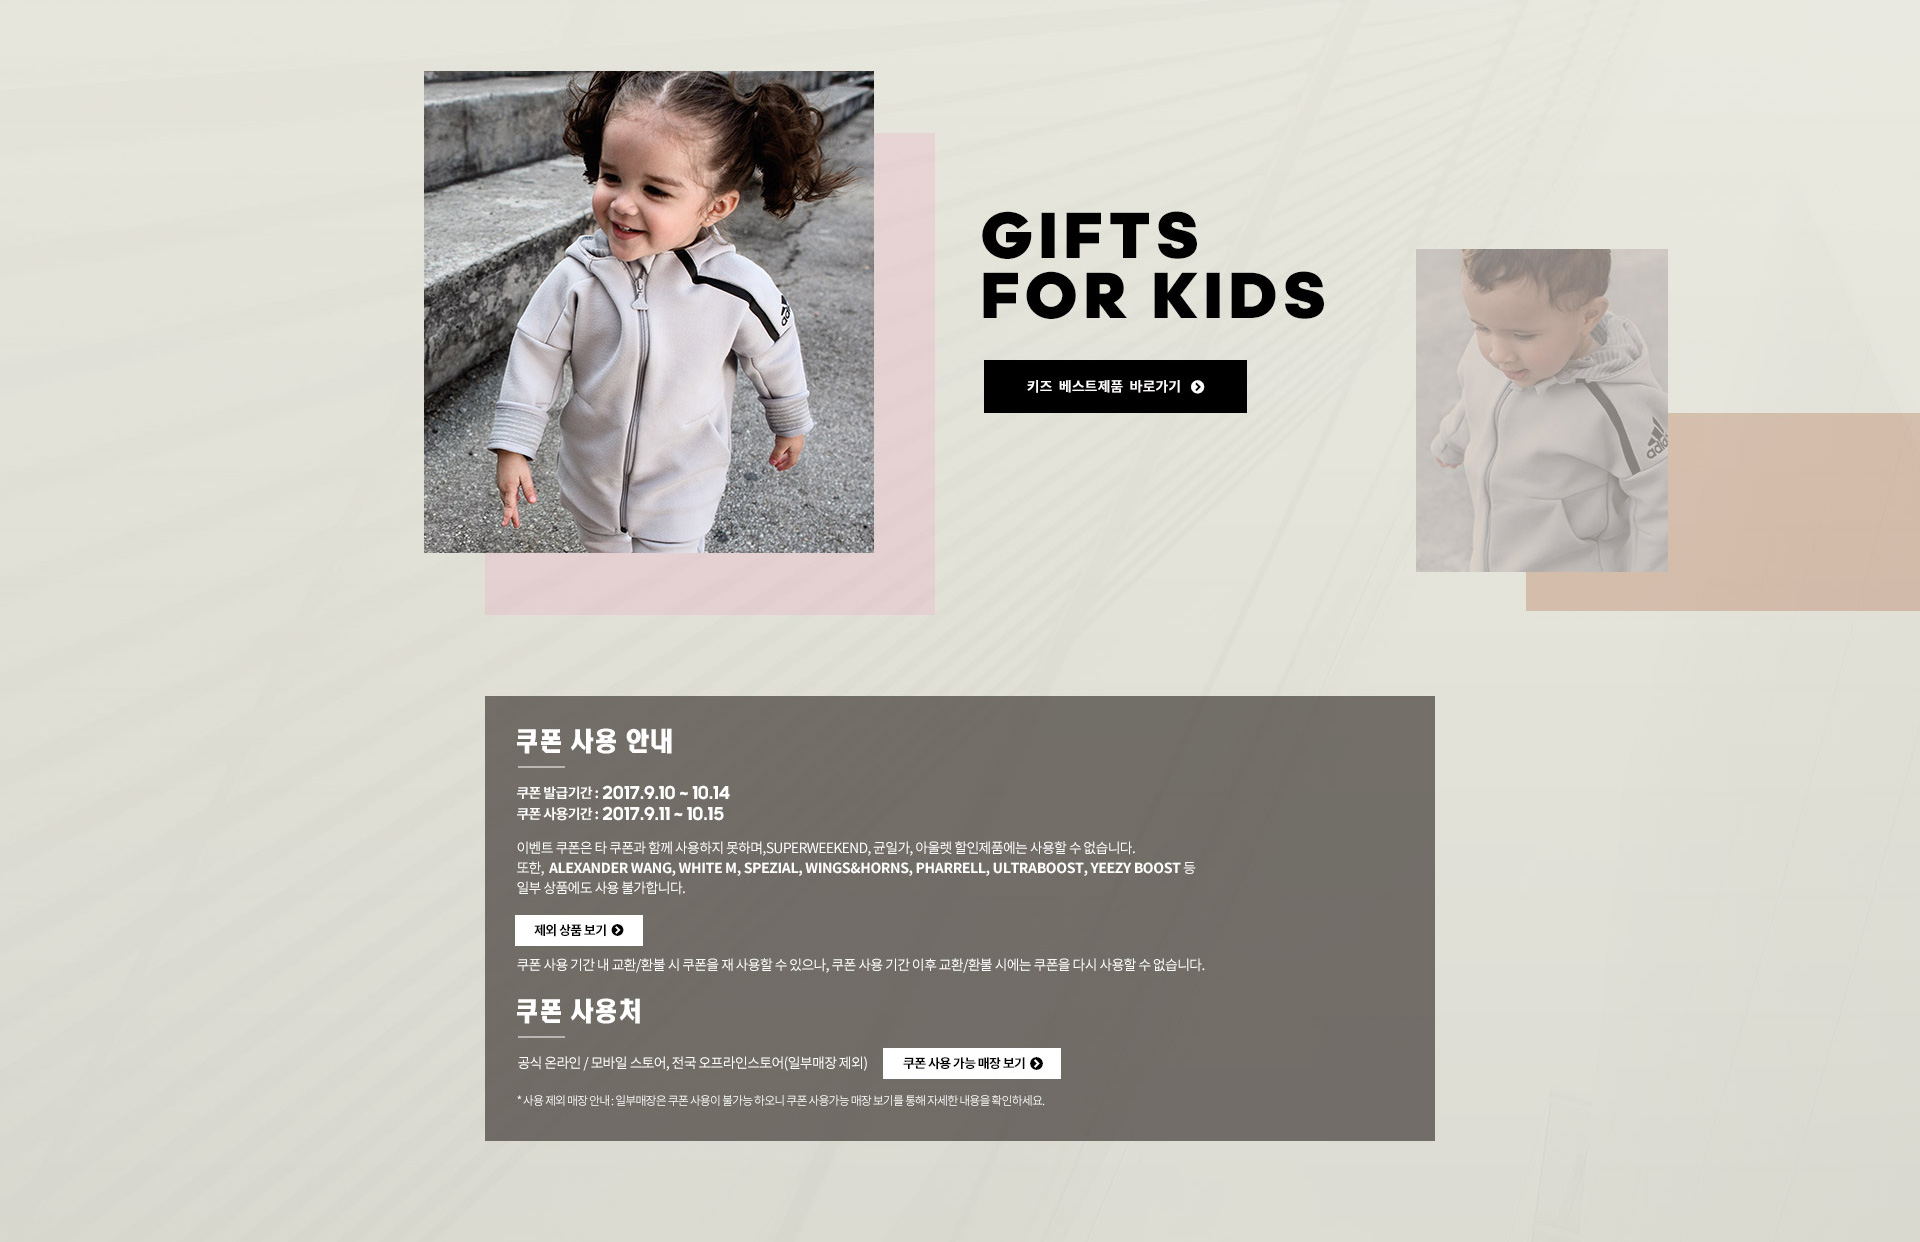 GIFTS
FOR KIDS
키즈 베스트제품 바로가기
adidas
쿠폰 사용 안내
쿠폰 발급기간 : 2017.9.10 ~ 10.14
쿠폰 사용기간 : 2017.9.11 ~ 10.15
이벤트 쿠폰은 타 쿠폰과 함께 사용하지 못하며,SUPERWEEKEND, 균일가, 아울렛 할인제품에는 사용할 수 없습니다.
또한, ALEXANDER WANG, WHITE M, SPEZIAL, WINGS&HORNS, PHARRELL, ULTRABOOST, YEEZY BOOST 등
일부 상품에도 사용 불가합니다.
제외 상품 보기
쿠폰 사용 기간 내 교환/환불 시 쿠폰을 재 사용할 수 있으나, 쿠폰 사용 기간 이후 교환/환불 시에는 쿠폰을 다시 사용할 수 없습니다.
쿠폰 사용처
공식 온라인 / 모바일 스토어, 전국 오프라인스토어(일부매장 제외)
쿠폰 사용 가능 매장 보기
* 사용 제외 매장 안내 : 일부매장은 쿠폰 사용이 불가능 하오니 쿠폰 사용가능 매장 보기를 통해 자세한 내용을 확인하세요.